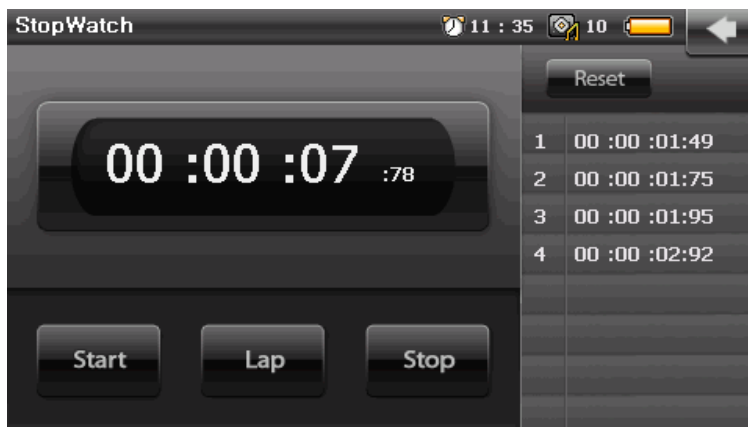 StopWatch 11 : 35 10
Reset
00 :00 :07 :78
1 00 :00 :01:49
2 00 :00 :01:75
3 00 :00 :01:95
4 00 :00 :02:92
Start Lap Stop